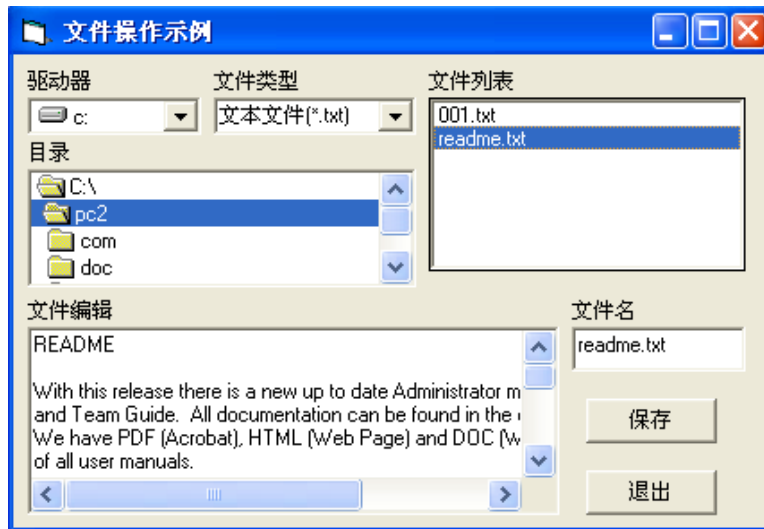 文件操作示例
驱动器
文件类型
文件列表
c:
文本文件(*.txt)
001.txt
readme.txt
目录
C:\
pc2
com
doc
文件编辑
文件名
README
readme.txt
With this release there is a new up to date Administrator m
and Team Guide. All documentation can be found in the
We have PDF (Acrobat), HTML (Web Page) and DOC (W
of all user manuals.
保存
退出